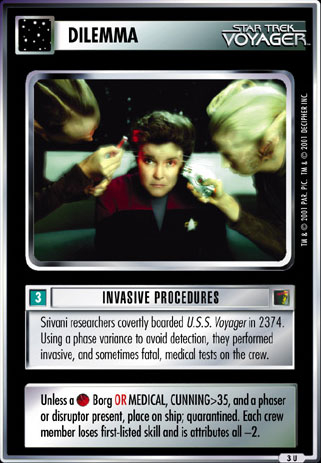 DILEMMA
STAR TREK
VOYAGER
TM & © 2001 PAR. PIC. TM & © 2001 DECIPHER INC.
3
INVASIVE PROCEDURES
Srivani researchers covertly boarded U.S.S. Voyager in 2374.
Using a phase variance to avoid detection, they performed
invasive, and sometimes fatal, medical tests on the crew.
Unless a Borg OR MEDICAL, CUNNING>35, and a phaser
or disruptor present, place on ship; quarantined. Each crew
member loses first-listed skill and is attributes all –2.
3 U